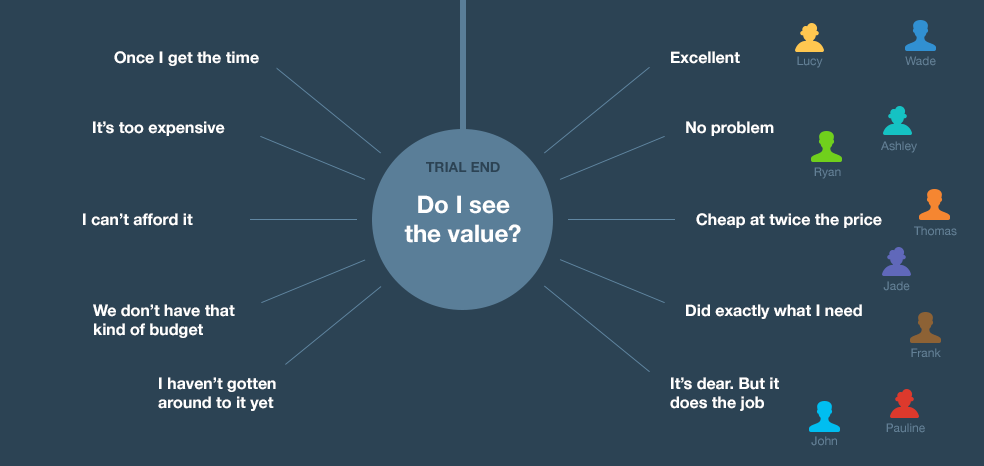 Once I get the time
It's too expensive
I can't afford it
We don't have that
kind of budget
I haven't gotten
around to it yet
TRIAL END
Do I see
the value?
Excellent
Lucy
Wade
No problem
Ryan
Ashley
Cheap at twice the price
Thomas
Jade
Did exactly what I need
Frank
It's dear. But it
does the job
John
Pauline